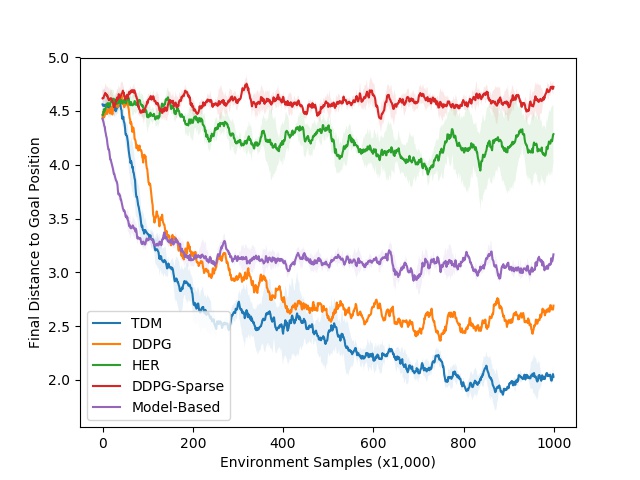 Final Distance to Goal Position
5.0
4.5
4.0
3.5
3.0
2.5
2.0
TDM
DDPG
HER
DDPG-Sparse
Model-Based
0
200
400
600
800
1000
Environment Samples (x1,000)